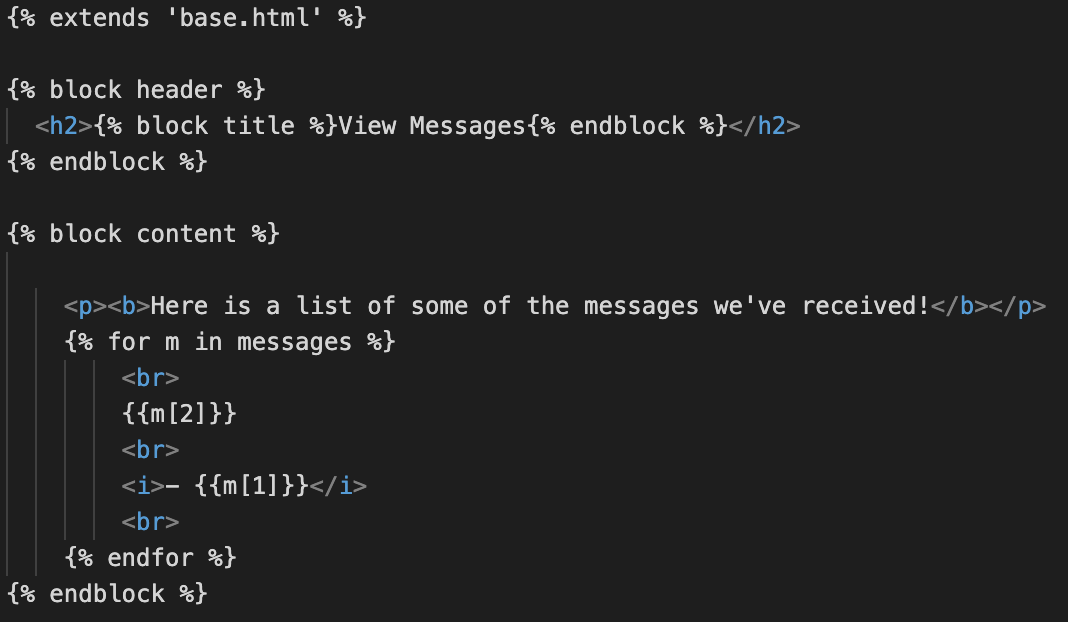 {% extends 'base.html' %}

{% block header %}
  <h2>{% block title %}View Messages{% endblock %}</h2>
{% endblock %}

{% block content %}

    <p><b>Here is a list of some of the messages we've received!</b></p>
    {% for m in messages %}
        <br>
        {{m[2]}}
        <br>
        <i>– {{m[1]}}</i>
        <br>
    {% endfor %}
{% endblock %}